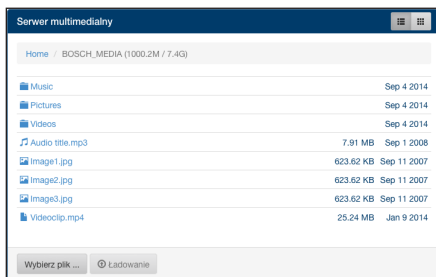 Serwer multimedialny
Home / BOSCH_MEDIA (1000.2M / 7.4G)
Music Sep 4 2014
Pictures Sep 4 2014
Videos Sep 4 2014
Audio title.mp3 7.91 MB Sep 1 2008
Image1.jpg 623.62 KB Sep 11 2007
Image2.jpg 623.62 KB Sep 11 2007
Image3.jpg 623.62 KB Sep 11 2007
Videoclip.mp4 25.24 MB Jan 9 2014
Wybierz plik ... Ładowanie